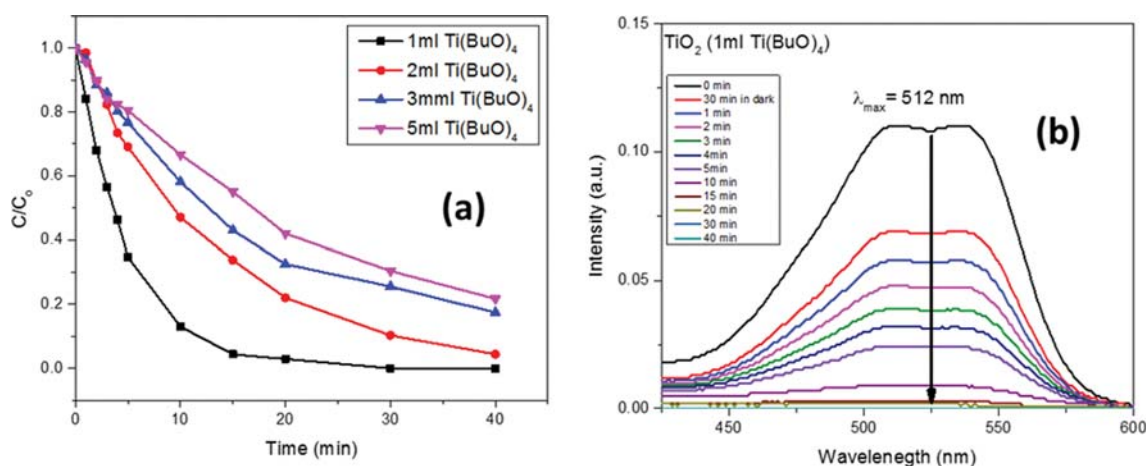 (a)
1.0
0.8
0.6
0.4
0.2
0.0
C/C₀
0
10
20
30
40
Time (min)
1ml Ti(BuO)₄
2ml Ti(BuO)₄
3mml Ti(BuO)₄
5ml Ti(BuO)₄
(a)
0.15
0.10
0.05
0.00
Intensity (a.u.)
TiO₂ (1ml Ti(BuO)₄)
0 min
30 min in dark
1 min
2 min
3 min
4min
5min
10 min
15 min
20 min
30 min
40 min
λmax = 512 nm
(b)
450
500
550
600
Wavelenegth (nm)